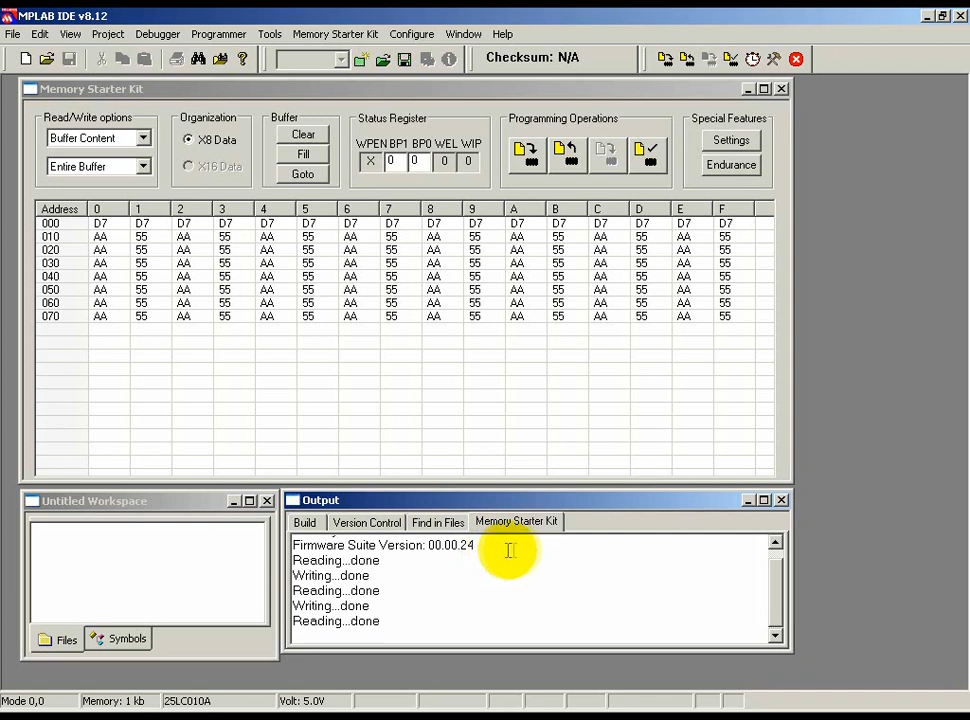 MPLAB IDE v8.12
File Edit View Project Debugger Programmer Tools Memory Starter Kit Configure Window Help
Checksum: N/A
Memory Starter Kit
Read/Write options Organization Buffer Status Register Programming Operations Special Features
Buffer Content X8 Data Clear WPEN BP1 BP0 WEL WIP Settings
Fill X 0 0 0 0
Entire Buffer X16 Data Goto Endurance
Address 0 1 2 3 4 5 6 7 8 9 A B C D E F
000 D7 D7 D7 D7 D7 D7 D7 D7 D7 D7 D7 D7 D7 D7 D7 D7
010 AA 55 AA 55 AA 55 AA 55 AA 55 AA 55 AA 55 AA 55
020 AA 55 AA 55 AA 55 AA 55 AA 55 AA 55 AA 55 AA 55
030 AA 55 AA 55 AA 55 AA 55 AA 55 AA 55 AA 55 AA 55
040 AA 55 AA 55 AA 55 AA 55 AA 55 AA 55 AA 55 AA 55
050 AA 55 AA 55 AA 55 AA 55 AA 55 AA 55 AA 55 AA 55
060 AA 55 AA 55 AA 55 AA 55 AA 55 AA 55 AA 55 AA 55
070 AA 55 AA 55 AA 55 AA 55 AA 55 AA 55 AA 55 AA 55
Untitled Workspace
Files Symbols
Output
Build Version Control Find in Files Memory Starter Kit
Firmware Suite Version: 00.00.24
Reading...done
Writing...done
Reading...done
Writing...done
Reading...done
Mode 0,0 Memory: 1 kb 25LC010A Volt: 5.0V